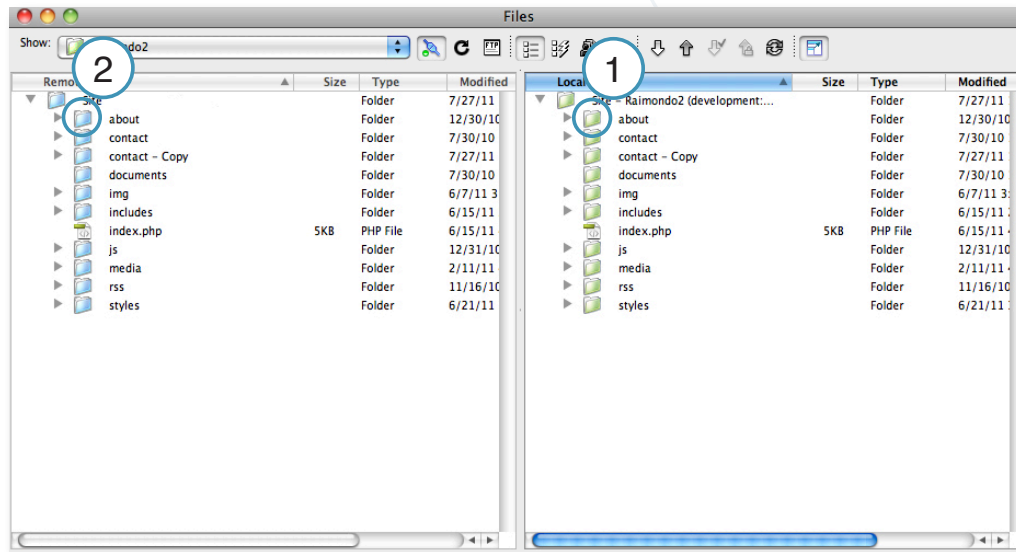 Files
Show: do2 FTP
2
1
Size Type Modified
Local Size Type Modified
Site Folder 7/27/11
Site - Raimondo2 (development:... Folder 7/27/11
about Folder 12/30/10
about Folder 12/30/10
contact Folder 7/30/10
contact Folder 7/30/10
contact - Copy Folder 7/27/11
contact - Copy Folder 7/27/11
documents Folder 7/30/10
documents Folder 7/30/10
img Folder 6/7/11 3
img Folder 6/7/11 3:
includes Folder 6/15/11
includes Folder 6/15/11
index.php 5KB PHP File 6/15/11
index.php 5KB PHP File 6/15/11
js Folder 12/31/10
js Folder 12/31/10
media Folder 2/11/11
media Folder 2/11/11
rss Folder 11/16/10
rss Folder 11/16/10
styles Folder 6/21/11
styles Folder 6/21/11